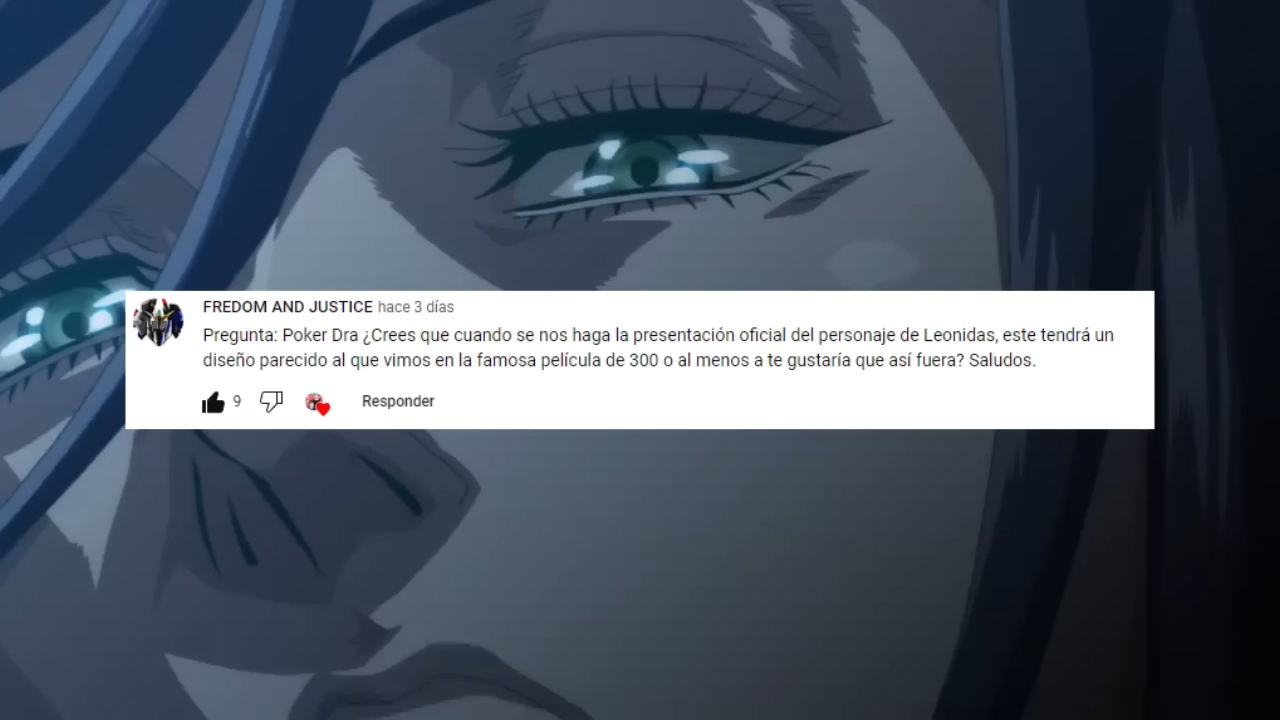 FREDOM AND JUSTICE hace 3 días
Pregunta: Poker Dra ¿Crees que cuando se nos haga la presentación oficial del personaje de Leonidas, este tendrá un
diseño parecido al que vimos en la famosa película de 300 o al menos a te gustaría que así fuera? Saludos.
9 Responder